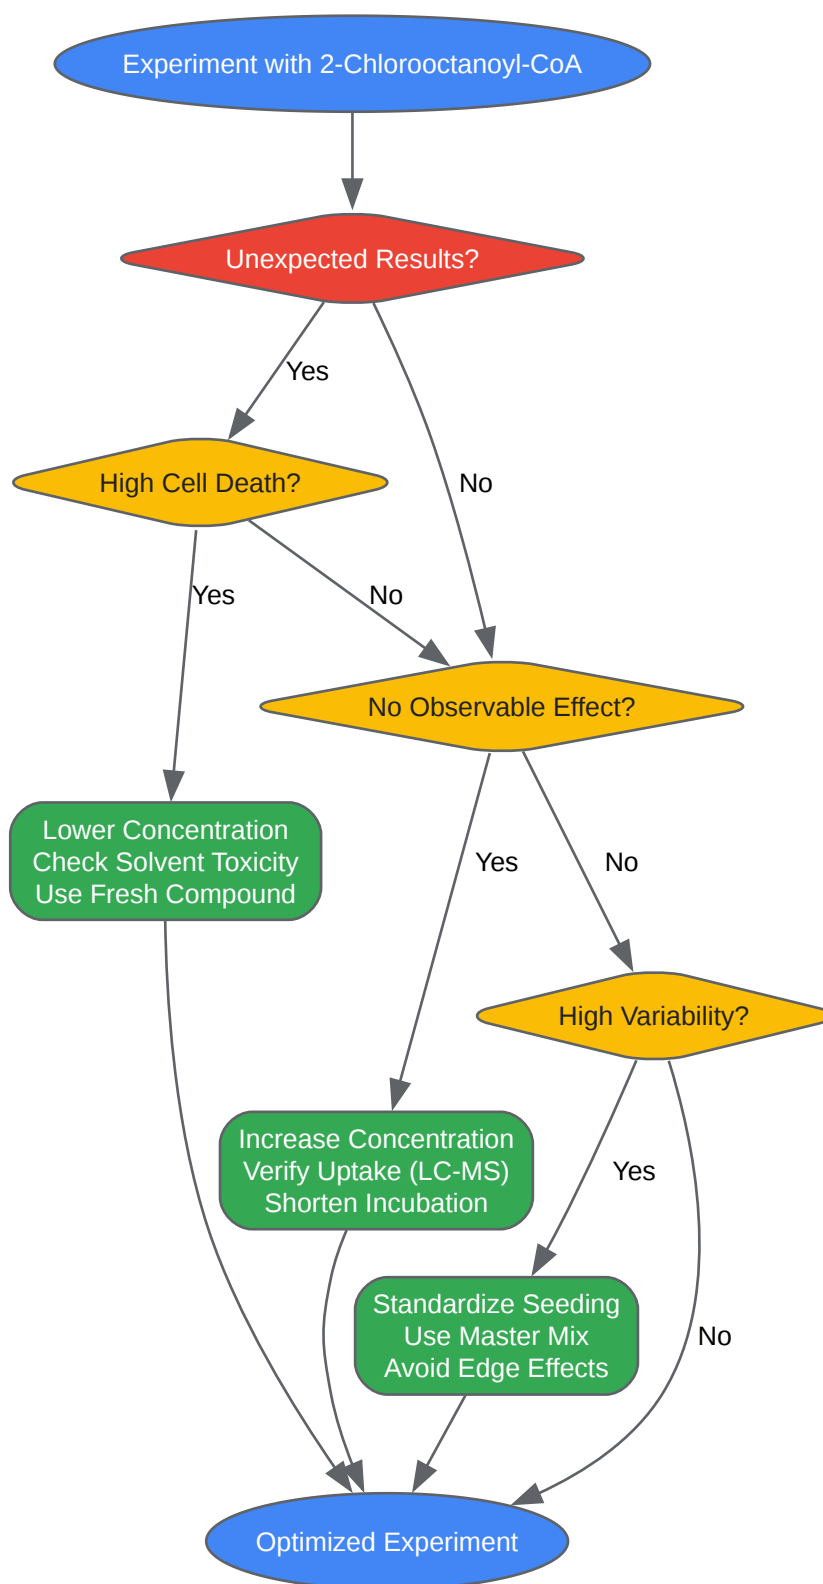 Experiment with 2-Chlorooctanoyl-CoA
Unexpected Results?
Yes
High Cell Death?
No
Yes
No
No Observable Effect?
Lower Concentration
Check Solvent Toxicity
Use Fresh Compound
Yes
No
High Variability?
Increase Concentration
Verify Uptake (LC-MS)
Shorten Incubation
Yes
Standardize Seeding
Use Master Mix
Avoid Edge Effects
No
Optimized Experiment